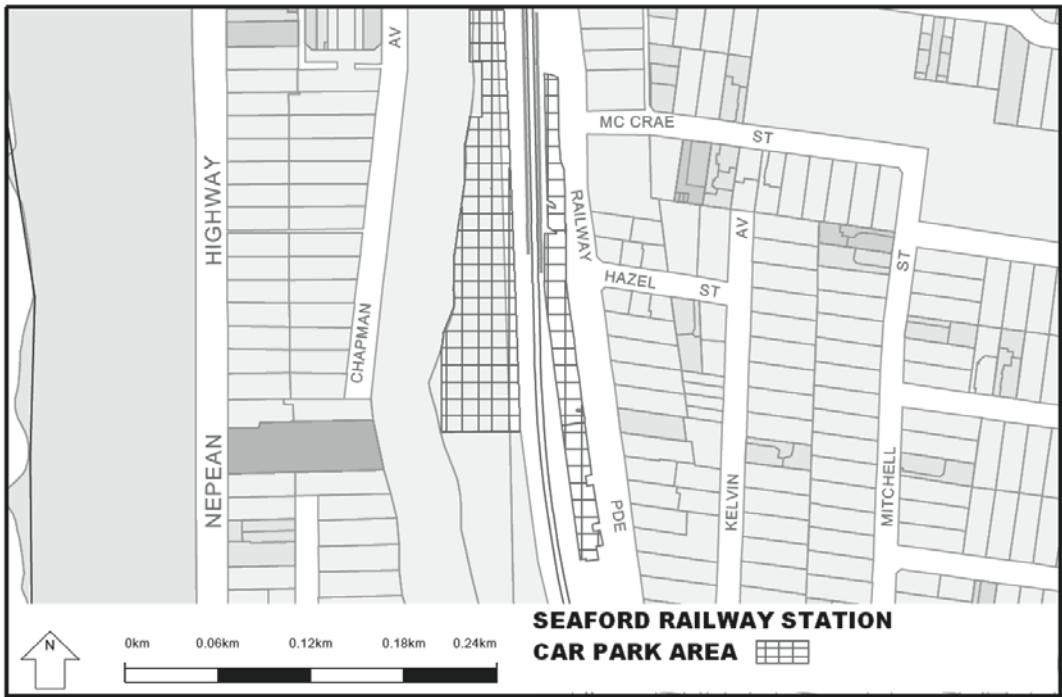 AV
MC CRAE ST
HIGHWAY
RAILWAY
AV
HAZEL ST
ST
CHAPMAN
NEPEAN
PDE
KELVIN
MITCHELL
N
0km 0.06km 0.12km 0.18km 0.24km
SEAFORD RAILWAY STATION
CAR PARK AREA